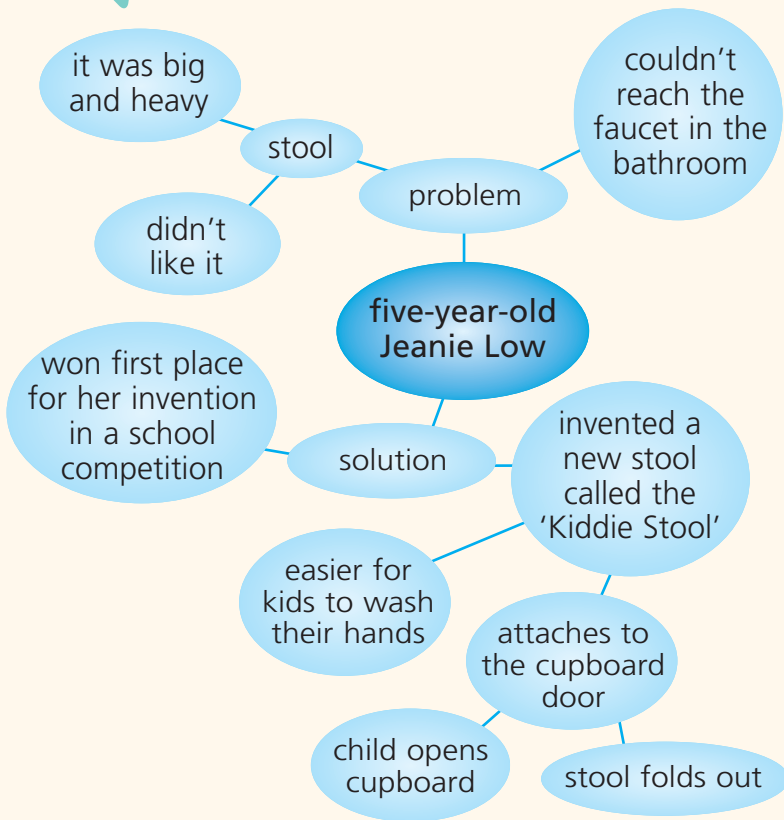 it was big
and heavy
stool
didn't
like it
problem
couldn't
reach the
faucet in the
bathroom
five-year-old
Jeanie Low
won first place
for her invention
in a school
competition
solution
invented a
new stool
called the
‘Kiddie Stool’
easier for
kids to wash
their hands
attaches to
the cupboard
door
child opens
cupboard
stool folds out